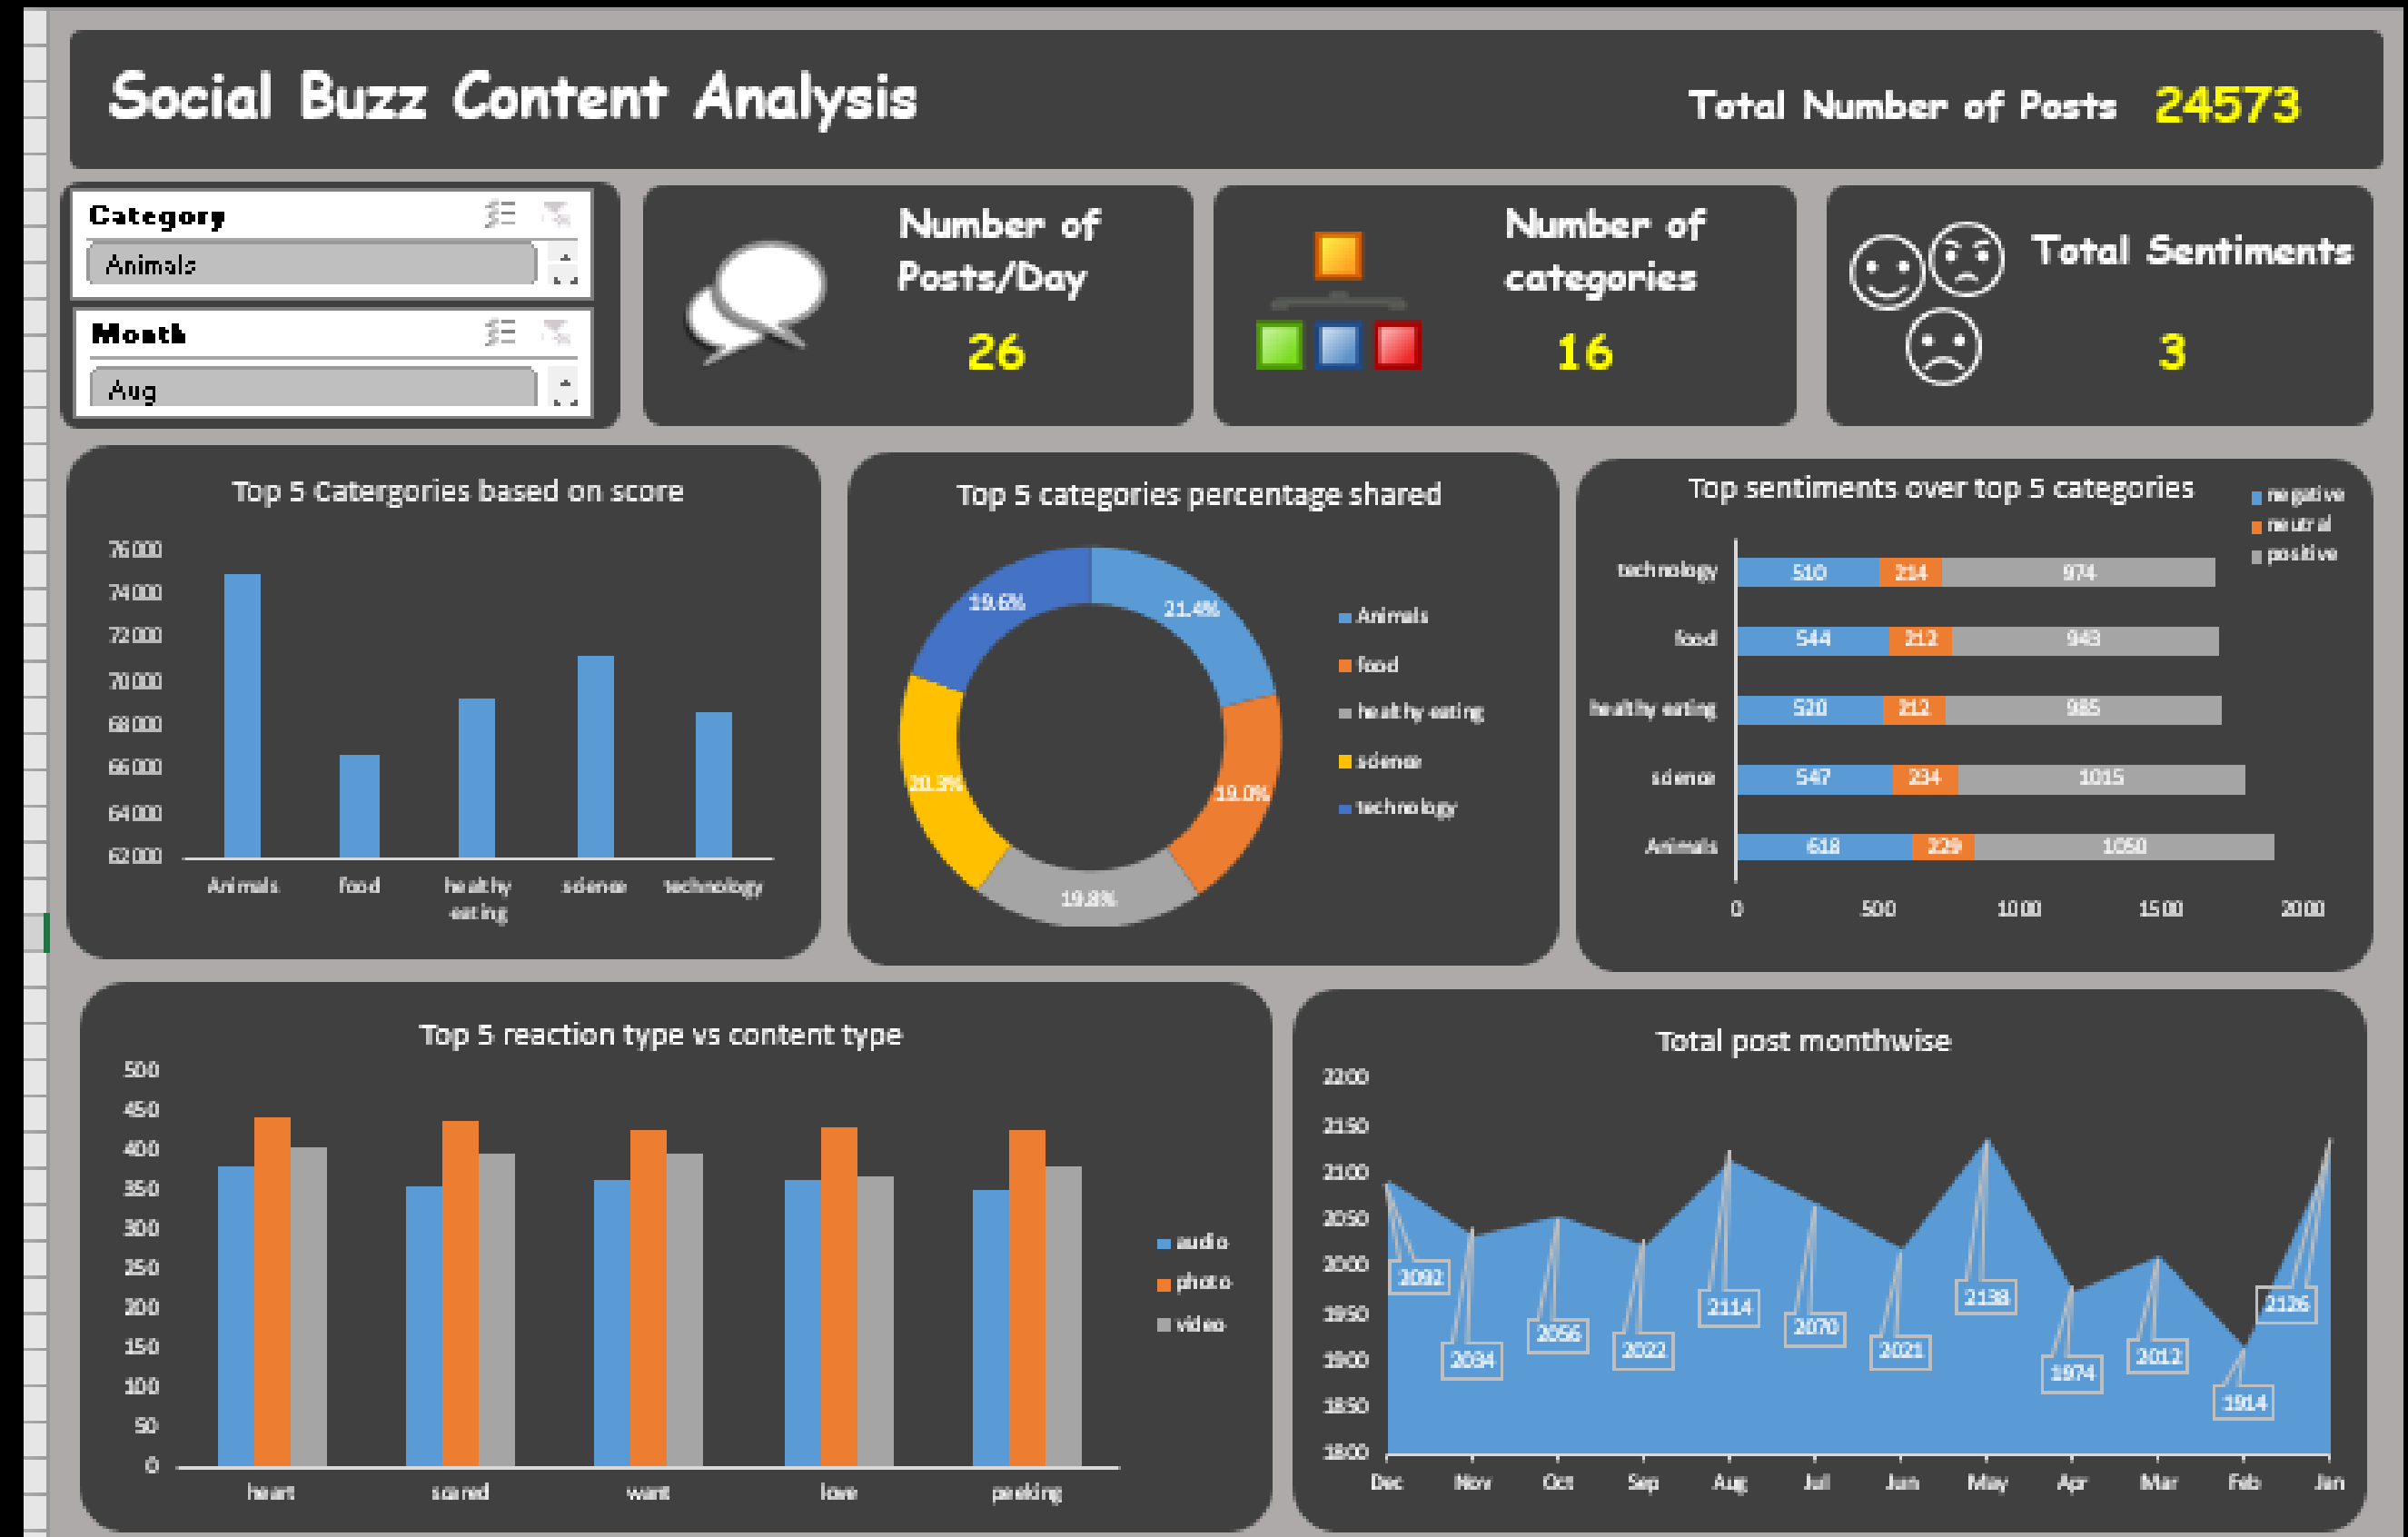 Social Buzz Content Analysis
Total Number of Posts 24573
Category
Animals
Month
Aug
Number of
Posts/Day
26
Number of
categories
16
Total Sentiments
3
Top 5 Catergories based on score
76000
74000
72000
70000
68000
66000
64000
62000
Animals food healthy science technology
eating
Top 5 categories percentage shared
19.6% 21.4%
20.3% 19.0%
19.8%
Animals
food
healthy eating
science
technology
Top sentiments over top 5 categories
negative
neutral
positive
technology 510 214 974
food 544 212 943
healthy eating 520 212 985
science 547 234 1015
Animals 618 229 1050
0 500 1000 1500 2000
Top 5 reaction type vs content type
500
450
400
350
300
250
200
150
100
50
0
heart scared want love peeking
audio
photo
video
Total post monthwise
2200
2150
2100
2050
2000
1950
1900
1850
1800
2092 2034 2056 2022 2114 2070 2021 2138 1974 2012 1914 2126
Dec Nov Oct Sep Aug Jul Jun May Apr Mar Feb Jan